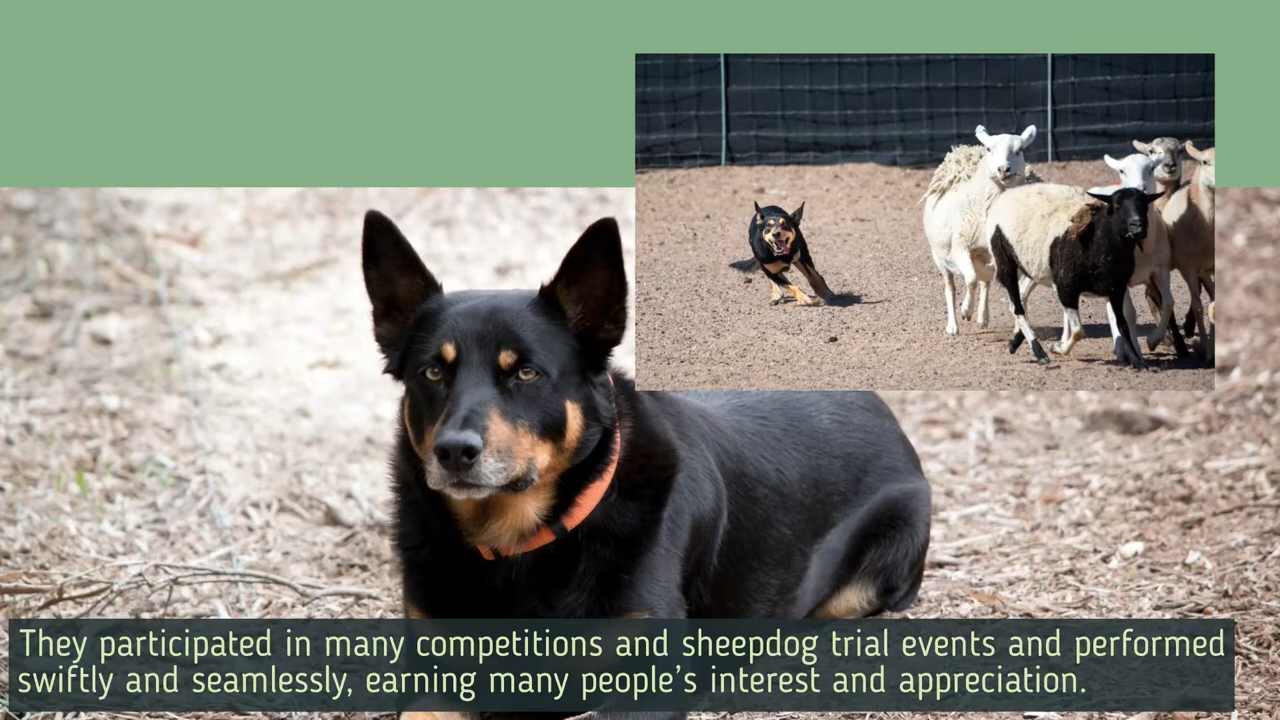 They participated in many competitions and sheepdog trial events and performed
swiftly and seamlessly, earning many people’s interest and appreciation.